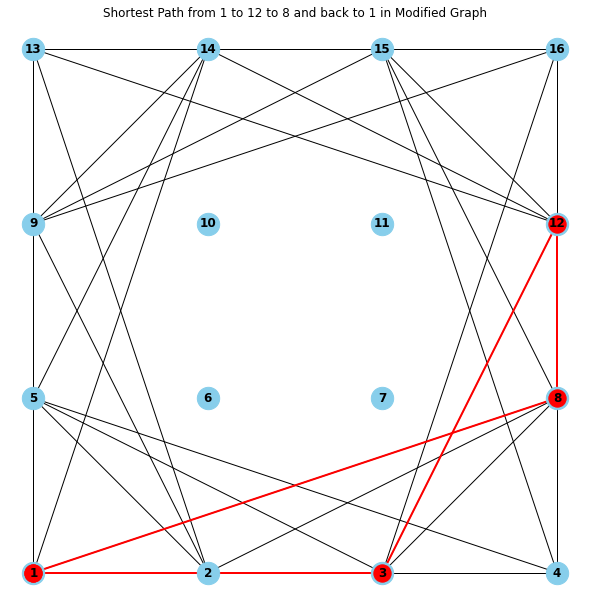 Shortest Path from 1 to 12 to 8 and back to 1 in Modified Graph
13 14 15 16
9 10 11 12
5 6 7 8
1 2 3 4